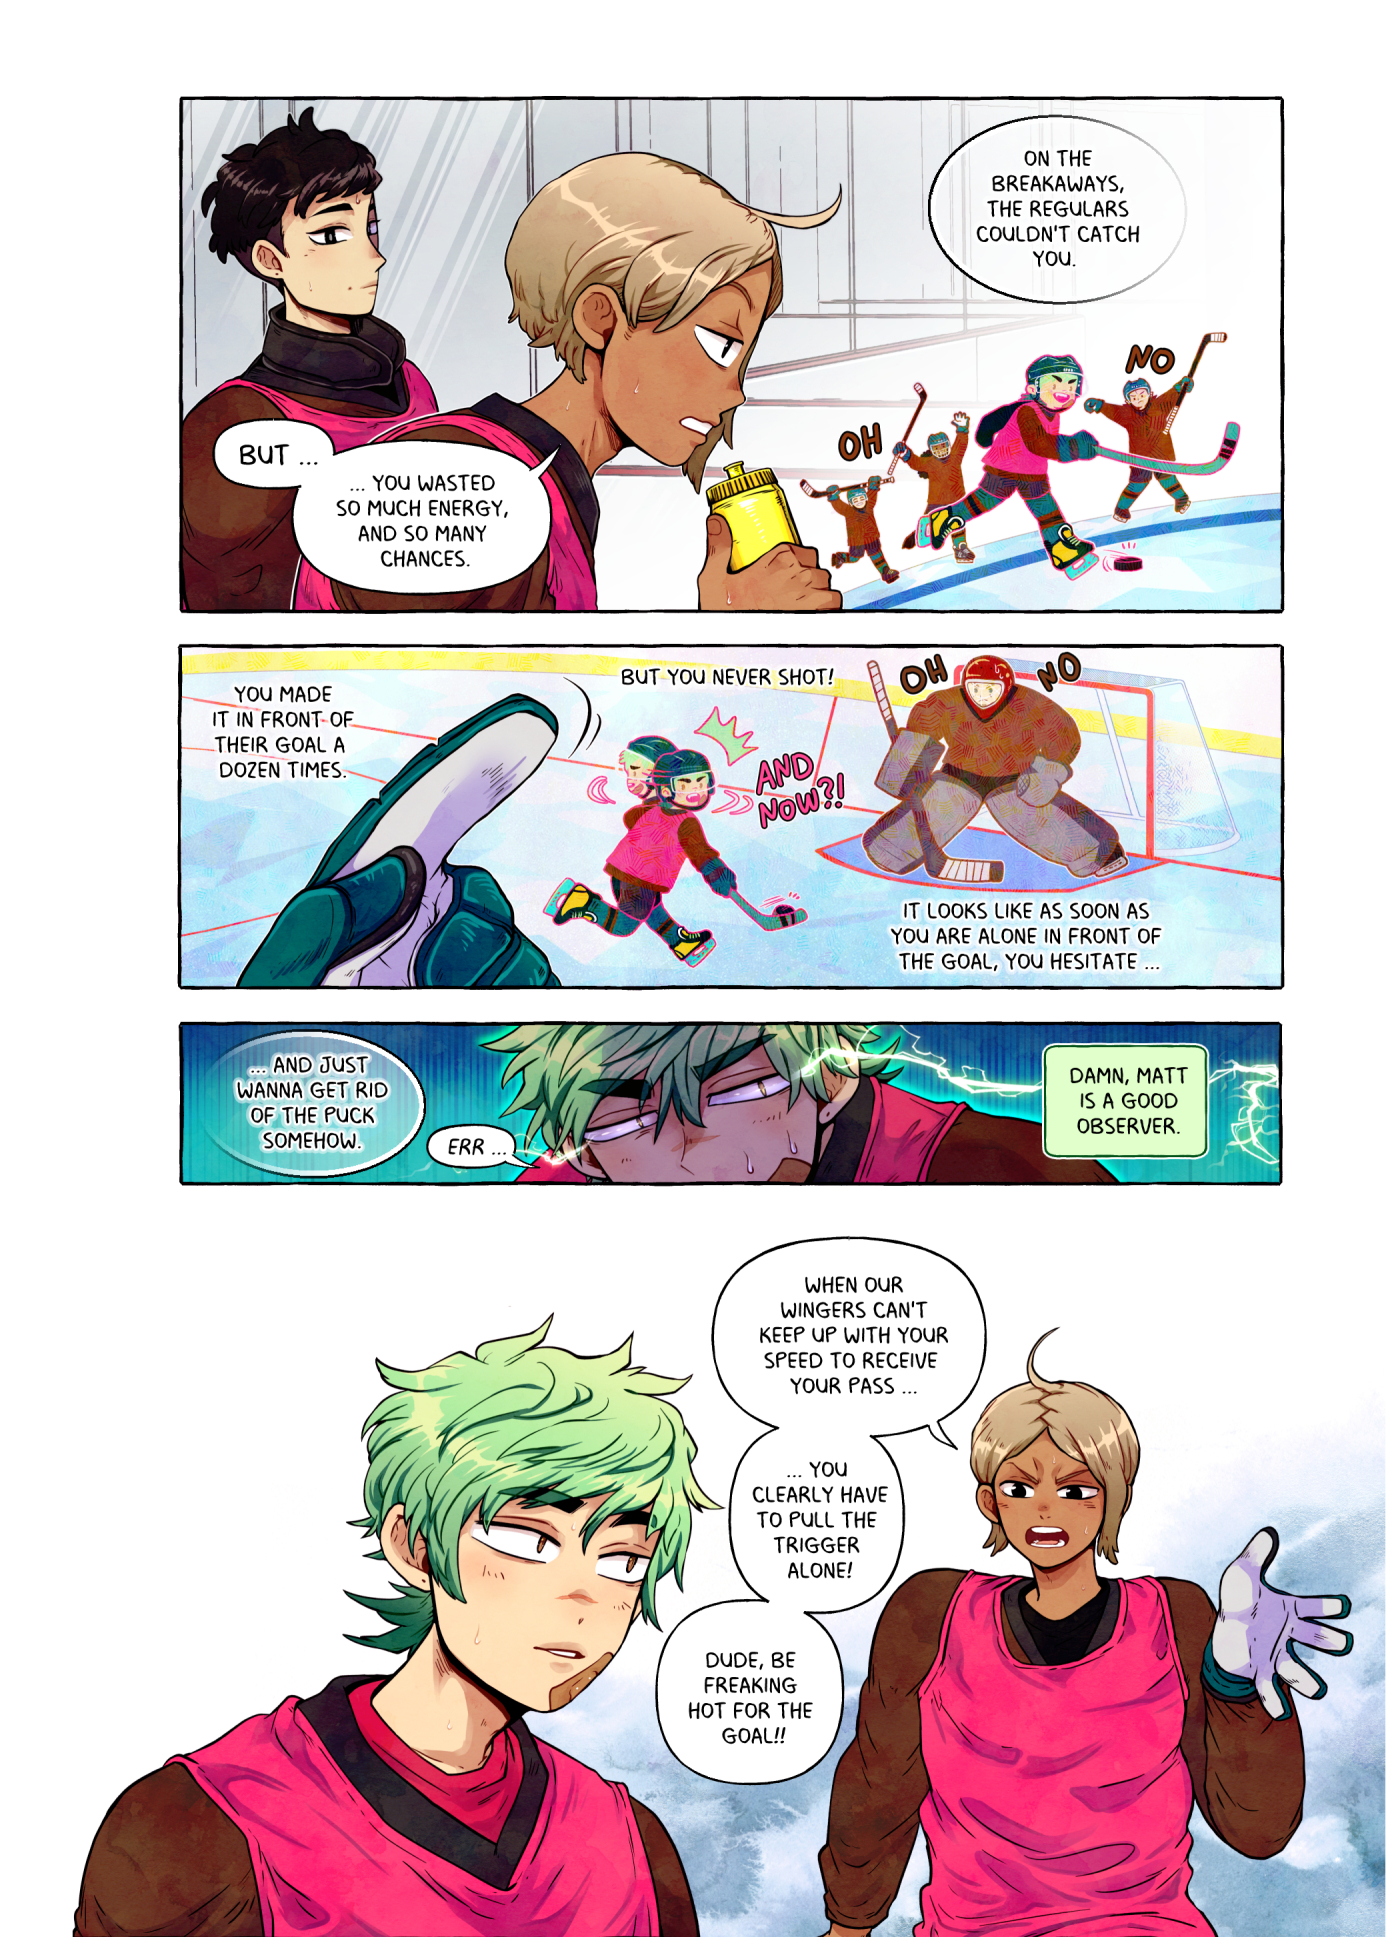 ON THE
BREAKAWAYS,
THE REGULARS
COULDN'T CATCH
YOU.
OH
NO
BUT ...
... YOU WASTED
SO MUCH ENERGY,
AND SO MANY
CHANCES.
YOU MADE
IT IN FRONT OF
THEIR GOAL A
DOZEN TIMES.
BUT YOU NEVER SHOT!
AND
NOW?!
OH
NO
IT LOOKS LIKE AS SOON AS
YOU ARE ALONE IN FRONT OF
THE GOAL, YOU HESITATE ...
... AND JUST
WANNA GET RID
OF THE PUCK
SOMEHOW.
ERR ...
DAMN, MATT
IS A GOOD
OBSERVER.
WHEN OUR
WINGERS CAN'T
KEEP UP WITH YOUR
SPEED TO RECEIVE
YOUR PASS ...
... YOU
CLEARLY HAVE
TO PULL THE
TRIGGER
ALONE!
DUDE, BE
FREAKING
HOT FOR THE
GOAL!!